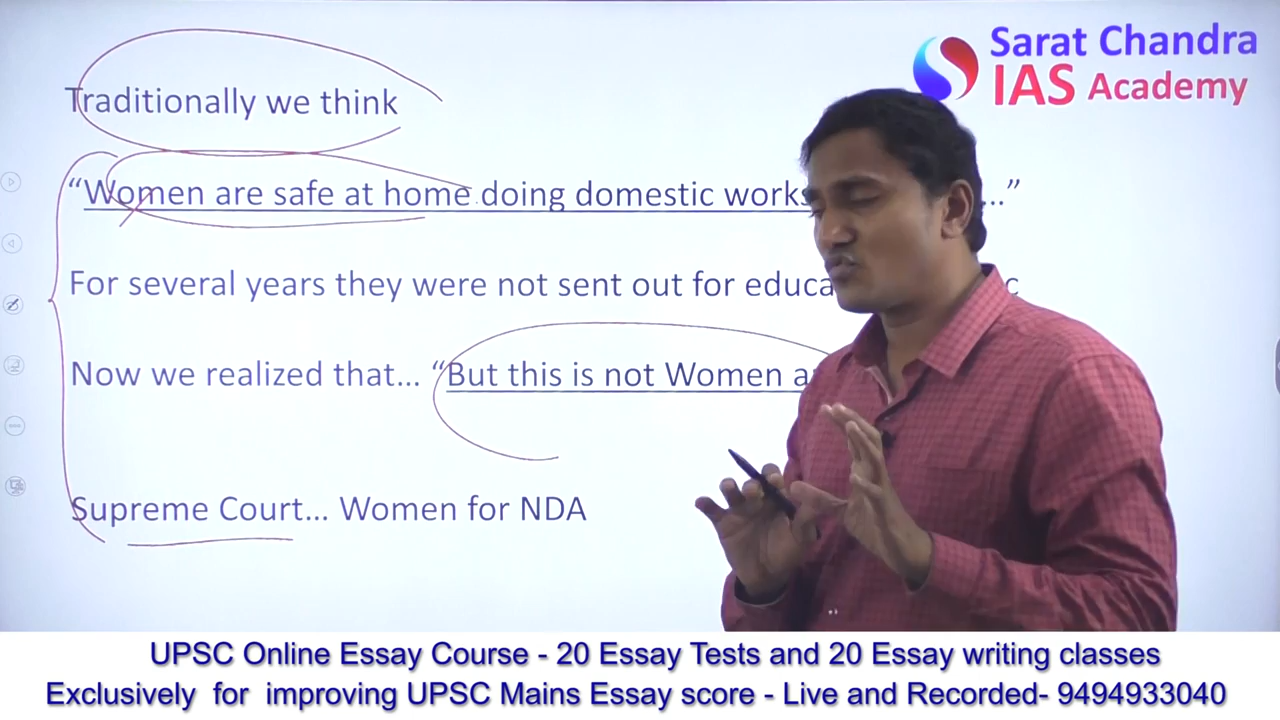 Sarat Chandra
IAS Academy
Traditionally we think
“Women are safe at home doing domestic works ...”
For several years they were not sent out for
Now we realized that... “But this is not Women
Supreme Court... Women for NDA
UPSC Online Essay Course - 20 Essay Tests and 20 Essay writing classes
Exclusively for improving UPSC Mains Essay score - Live and Recorded- 9494933040